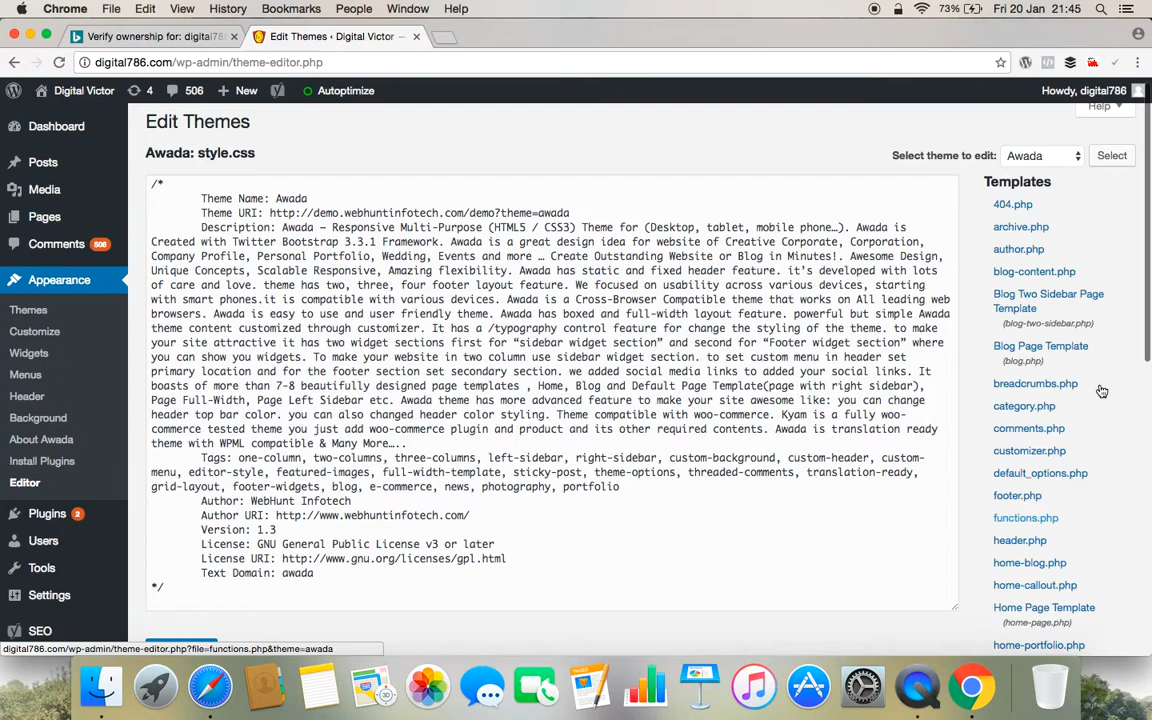 Chrome File Edit View History Bookmarks People Window Help 73% Fri 20 Jan 21:45
Verify ownership for: digital78
Edit Themes ‹ Digital Victor —
digital786.com/wp-admin/theme-editor.php
Digital Victor 4 506 New Autoptimize Howdy, digital786
Help
Dashboard
Posts
Media
Pages
Comments 506
Appearance
Themes
Customize
Widgets
Menus
Header
Background
About Awada
Install Plugins
Editor
Plugins 2
Users
Tools
Settings
SEO
Edit Themes
Awada: style.css
Select theme to edit: Awada Select
/*
Theme Name: Awada
Theme URI: http://demo.webhuntinfotech.com/demo?theme=awada
Description: Awada – Responsive Multi-Purpose (HTML5 / CSS3) Theme for (Desktop, tablet, mobile phone…). Awada is
Created with Twitter Bootstrap 3.3.1 Framework. Awada is a great design idea for website of Creative Corporate, Corporation,
Company Profile, Personal Portfolio, Wedding, Events and more … Create Outstanding Website or Blog in Minutes!. Awesome Design,
Unique Concepts, Scalable Responsive, Amazing flexibility. Awada has static and fixed header feature. it’s developed with lots
of care and love. theme has two, three, four footer layout feature. We focused on usability across various devices, starting
with smart phones.it is compatible with various devices. Awada is a Cross-Browser Compatible theme that works on All leading web
browsers. Awada is easy to use and user friendly theme. Awada has boxed and full-width layout feature. powerful but simple Awada
theme content customized through customizer. It has a /typography control feature for change the styling of the theme. to make
your site attractive it has two widget sections first for “sidebar widget section” and second for “Footer widget section” where
you can show you widgets. To make your website in two column use sidebar widget section. to set custom menu in header set
primary location and for the footer section set secondary section. we added social media links to added your social links. It
boasts of more than 7-8 beautifully designed page templates , Home, Blog and Default Page Template(page with right sidebar),
Page Full-Width, Page Left Sidebar etc. Awada theme has more advanced feature to make your site awesome like: you can change
header top bar color. you can also changed header color styling. Theme compatible with woo-commerce. Kyam is a fully woo-
commerce tested theme you just add woo-commerce plugin and product and its other required contents. Awada is translation ready
theme with WPML compatible & Many More…..
Tags: one-column, two-columns, three-columns, left-sidebar, right-sidebar, custom-background, custom-header, custom-
menu, editor-style, featured-images, full-width-template, sticky-post, theme-options, threaded-comments, translation-ready,
grid-layout, footer-widgets, blog, e-commerce, news, photography, portfolio
Author: WebHunt Infotech
Author URI: http://www.webhuntinfotech.com/
Version: 1.3
License: GNU General Public License v3 or later
License URI: http://www.gnu.org/licenses/gpl.html
Text Domain: awada
*/
Templates
404.php
archive.php
author.php
blog-content.php
Blog Two Sidebar Page
Template
(blog-two-sidebar.php)
Blog Page Template
(blog.php)
breadcrumbs.php
category.php
comments.php
customizer.php
default_options.php
footer.php
functions.php
header.php
home-blog.php
home-callout.php
Home Page Template
(home-page.php)
home-portfolio.php
digital786.com/wp-admin/theme-editor.php?file=functions.php&theme=awada